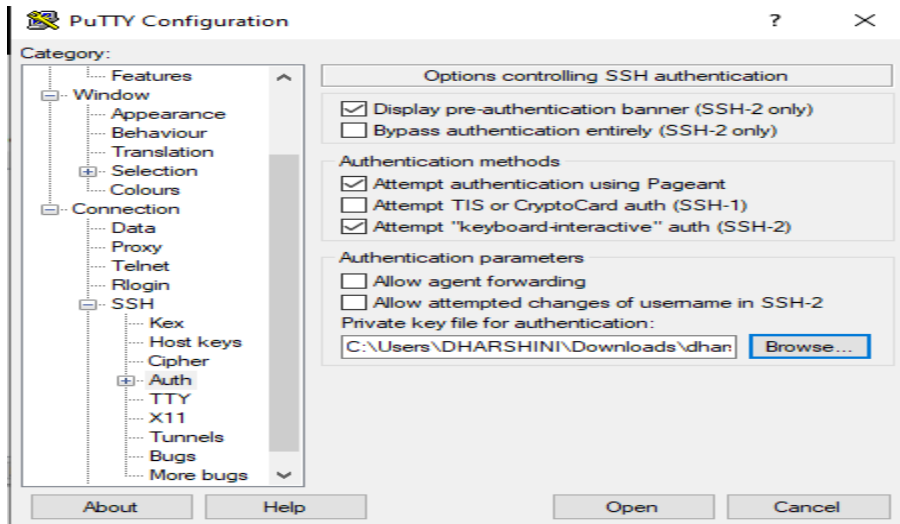 PuTTY Configuration
?
Category:
Features
Window
Appearance
Behaviour
Translation
Selection
Colours
Connection
Data
Proxy
Telnet
Rlogin
SSH
Kex
Host keys
Cipher
Auth
TTY
X11
Tunnels
Bugs
More bugs
Options controlling SSH authentication
Display pre-authentication banner (SSH-2 only)
Bypass authentication entirely (SSH-2 only)
Authentication methods
Attempt authentication using Pageant
Attempt TIS or CryptoCard auth (SSH-1)
Attempt "keyboard-interactive" auth (SSH-2)
Authentication parameters
Allow agent forwarding
Allow attempted changes of username in SSH-2
Private key file for authentication:
C:\Users\DHARSHINI\Downloads\dhar
Browse...
About
Help
Open
Cancel